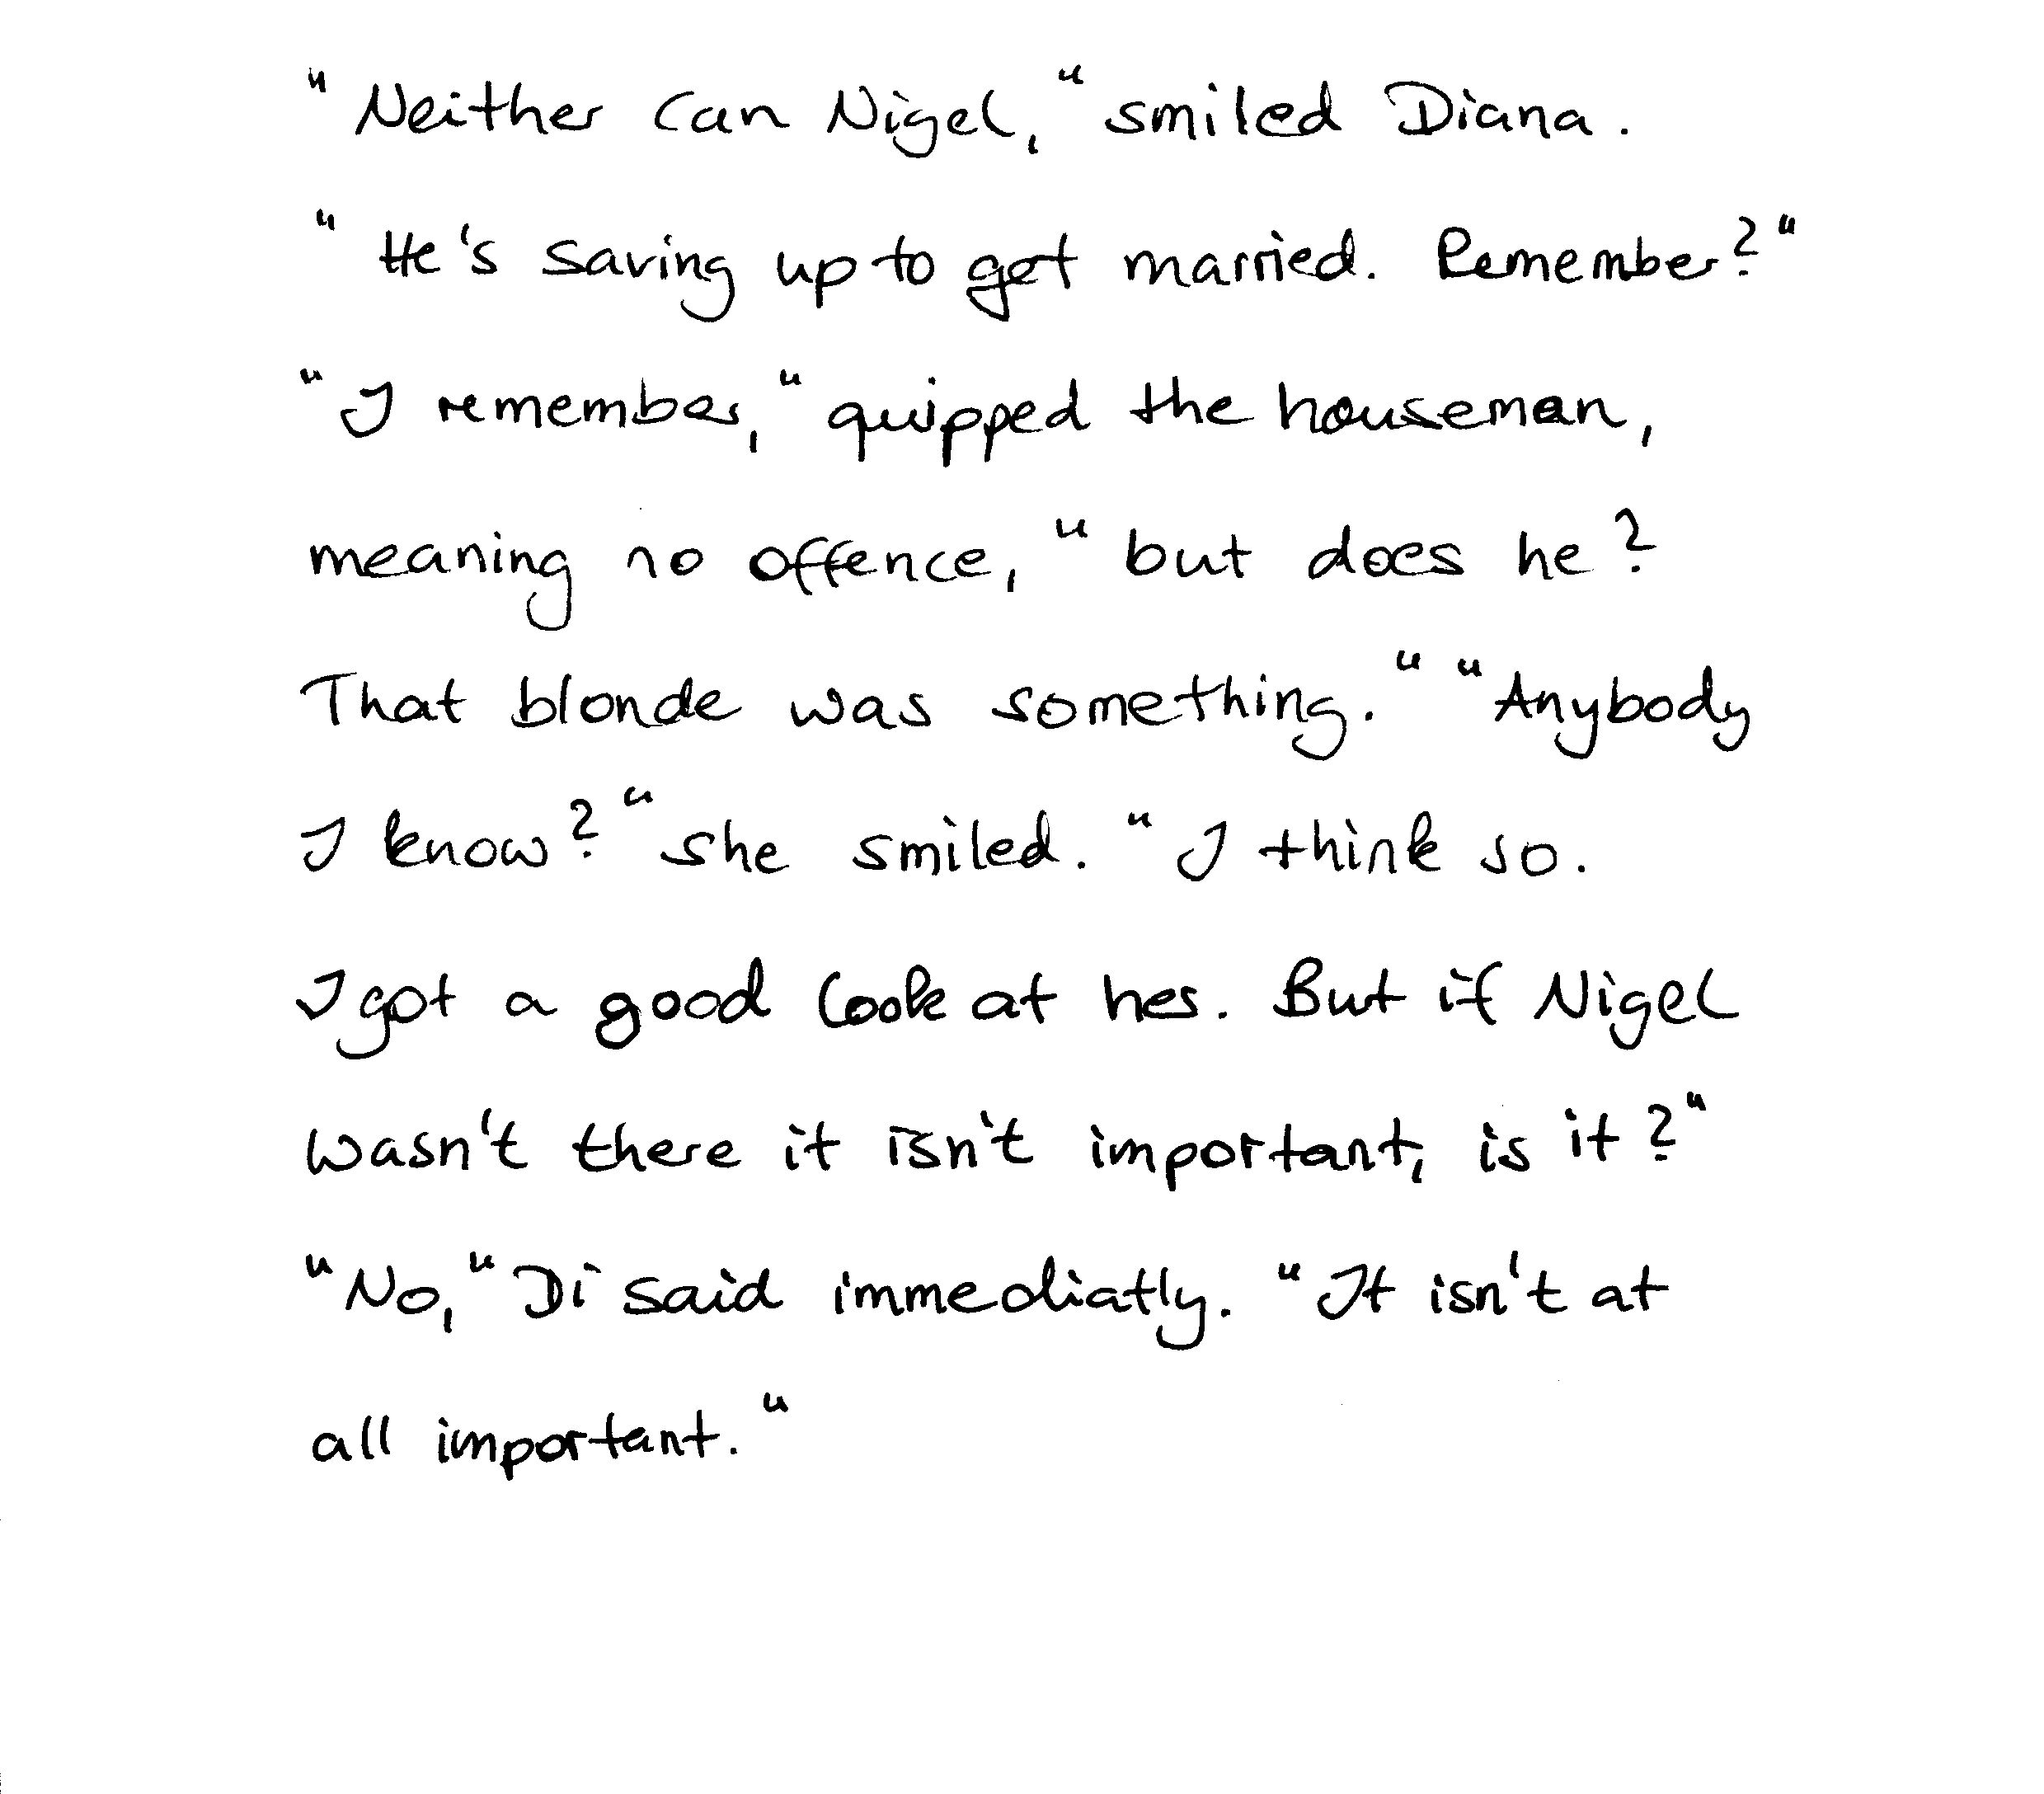 "Neither can Nigel," smiled Diana.
"He's saving up to get married. Remember?"
"I remember," quipped the houseman,
meaning no offence, "but does he?
That blonde was something." "Anybody
I know?" she smiled. "I think so.
I got a good look at her. But if Nigel
wasn't there it isn't important, is it?"
"No," Di said immediatly. "It isn't at
all important."